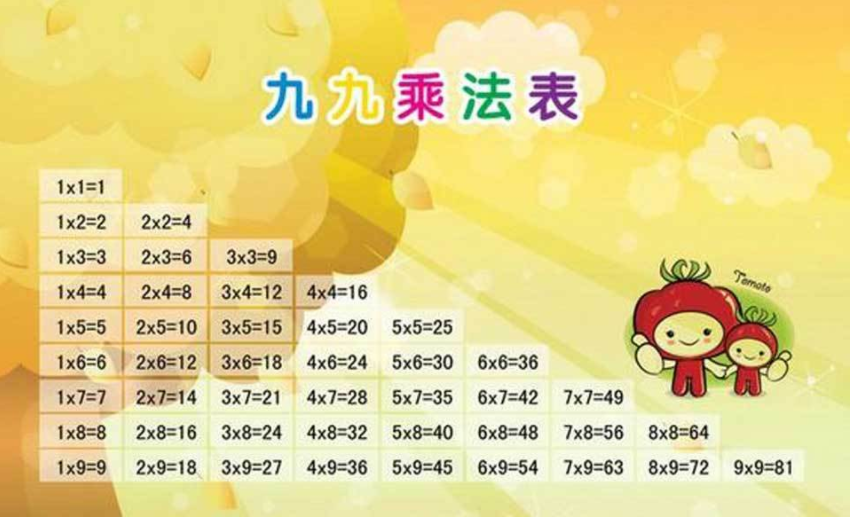 九九乘法表
1x1=1
1x2=2 2x2=4
1x3=3 2x3=6 3x3=9
1x4=4 2x4=8 3x4=12 4x4=16
1x5=5 2x5=10 3x5=15 4x5=20 5x5=25
1x6=6 2x6=12 3x6=18 4x6=24 5x6=30 6x6=36
1x7=7 2x7=14 3x7=21 4x7=28 5x7=35 6x7=42 7x7=49
1x8=8 2x8=16 3x8=24 4x8=32 5x8=40 6x8=48 7x8=56 8x8=64
1x9=9 2x9=18 3x9=27 4x9=36 5x9=45 6x9=54 7x9=63 8x9=72 9x9=81
Tomato